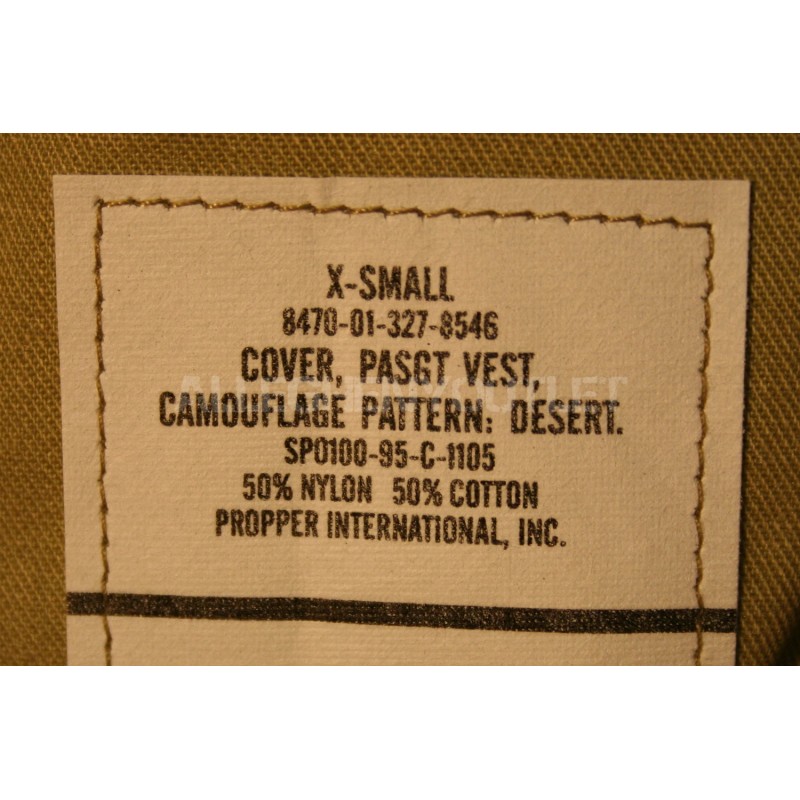 X-SMALL
8470-01-327-8546
COVER, PASGT VEST,
CAMOUFLAGE PATTERN: DESERT.
SPO100-95-C-1105
50% NYLON 50% COTTON
PROPPER INTERNATIONAL, INC.